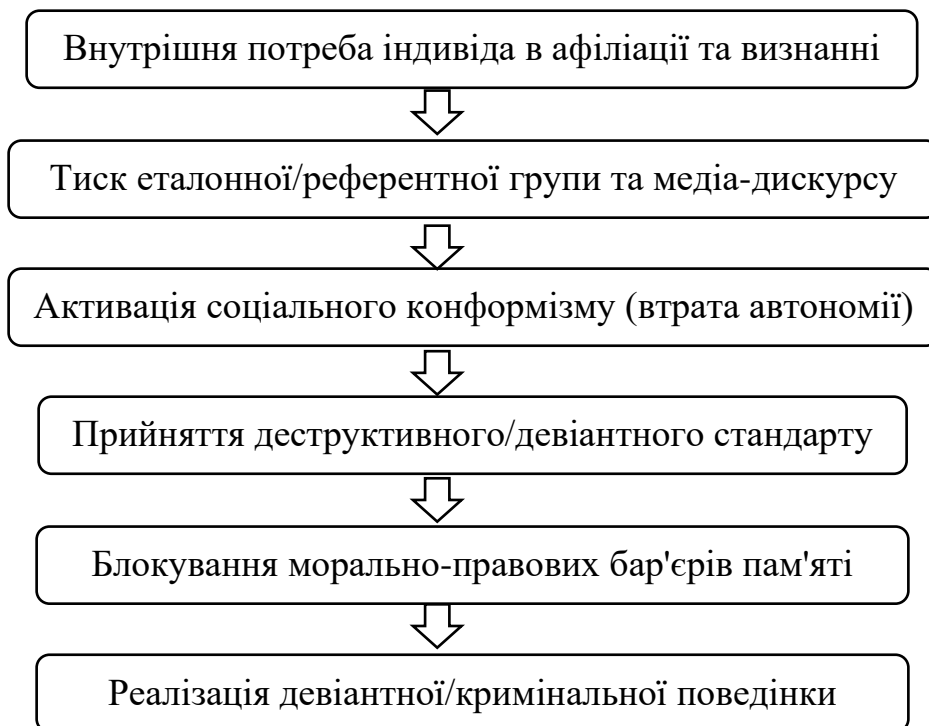 Внутрішня потреба індивіда в афіліації та визнанні
Тиск еталонної/референтної групи та медіа-дискурсу
Активація соціального конформізму (втрата автономії)
Прийняття деструктивного/девіантного стандарту
Блокування морально-правових бар'єрів пам'яті
Реалізація девіантної/кримінальної поведінки